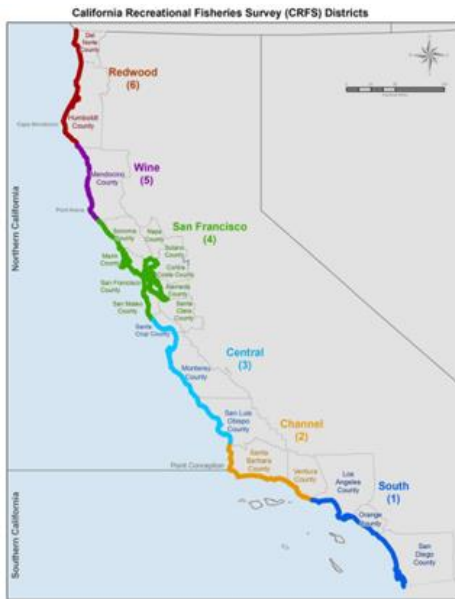 California Recreational Fisheries Survey (CRFS) Districts
Del
Norte
County
Redwood
(6)
Cape Mendocino
Humboldt
County
Wine
(5)
Mendocino
County
Point Arena
Northern California
San Francisco
(4)
Sonoma
County
Napa
County
Solano
County
Marin
County
Contra
Costa County
San Francisco
County
Alameda
County
San Mateo
County
Santa
Clara
County
Santa
Cruz County
Central
(3)
Monterey
County
San Luis
Obispo
County
Channel
(2)
Point Conception
Santa
Barbara
County
Ventura
County
Los
Angeles
County
South
(1)
Orange
County
San
Diego
County
Southern California